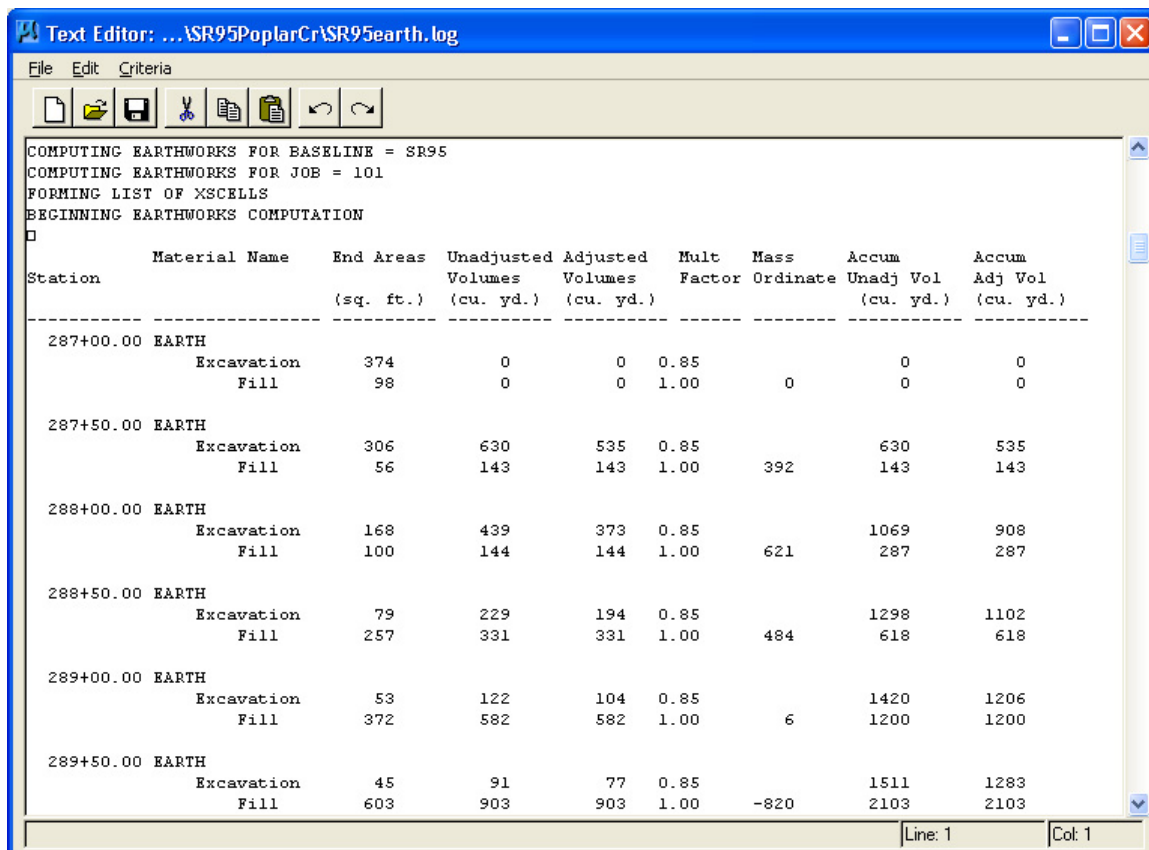 Text Editor: ...\SR95PoplarCr\SR95earth.log
File Edit Criteria
COMPUTING EARTHWORKS FOR BASELINE = SR95
COMPUTING EARTHWORKS FOR JOB = 101
FORMING LIST OF XSCELLS
BEGINNING EARTHWORKS COMPUTATION
Material Name End Areas Unadjusted Adjusted Mult Mass Accum Accum
Station Volumes Volumes Factor Ordinate Unadj Vol Adj Vol
(sq. ft.) (cu. yd.) (cu. yd.) (cu. yd.) (cu. yd.)
----------- ---------------- ---------- ---------- ---------- ------ -------- ----------- -----------
287+00.00 EARTH
Excavation 374 0 0 0.85 0 0
Fill 98 0 0 1.00 0 0 0
287+50.00 EARTH
Excavation 306 630 535 0.85 630 535
Fill 56 143 143 1.00 392 143 143
288+00.00 EARTH
Excavation 168 439 373 0.85 1069 908
Fill 100 144 144 1.00 621 287 287
288+50.00 EARTH
Excavation 79 229 194 0.85 1298 1102
Fill 257 331 331 1.00 484 618 618
289+00.00 EARTH
Excavation 53 122 104 0.85 1420 1206
Fill 372 582 582 1.00 6 1200 1200
289+50.00 EARTH
Excavation 45 91 77 0.85 1511 1283
Fill 603 903 903 1.00 -820 2103 2103
Line: 1 Col: 1